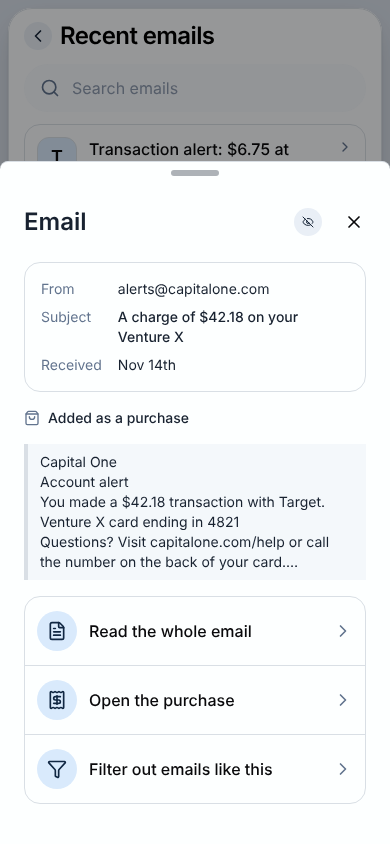 Recent emails
Search emails
T
Transaction alert: $6.75 at
Email
From alerts@capitalone.com
Subject A charge of $42.18 on your
Venture X
Received Nov 14th
Added as a purchase
Capital One
Account alert
You made a $42.18 transaction with Target.
Venture X card ending in 4821
Questions? Visit capitalone.com/help or call
the number on the back of your card....
Read the whole email
Open the purchase
Filter out emails like this